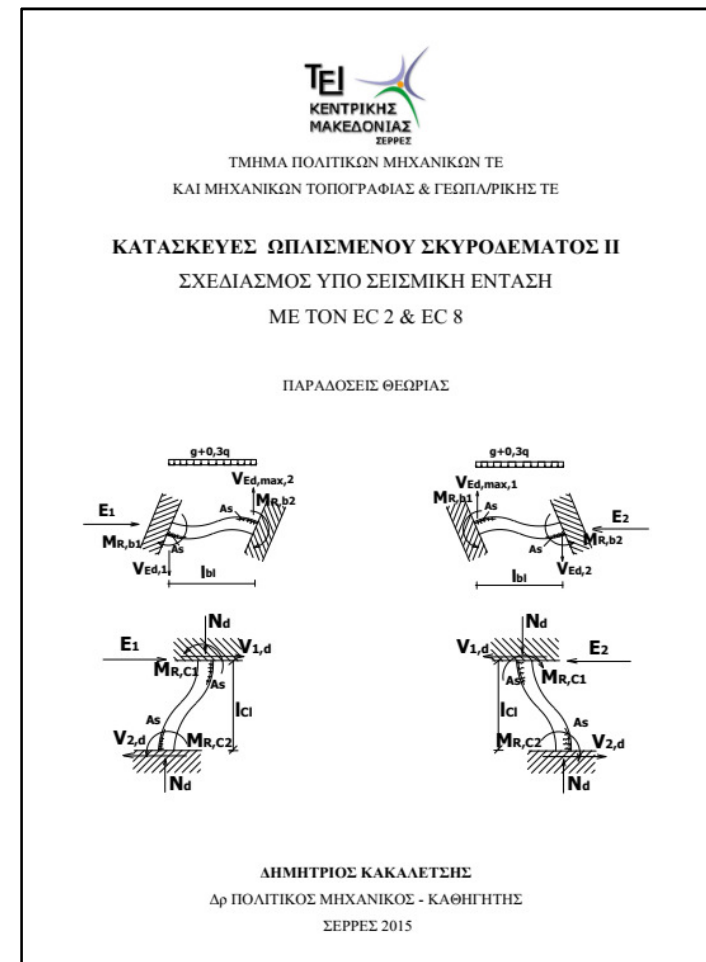 ΤΕΙ
ΚΕΝΤΡΙΚΗΣ
ΜΑΚΕΔΟΝΙΑΣ
ΣΕΡΡΕΣ
ΤΜΗΜΑ ΠΟΛΙΤΙΚΩΝ ΜΗΧΑΝΙΚΩΝ ΤΕ
ΚΑΙ ΜΗΧΑΝΙΚΩΝ ΤΟΠΟΓΡΑΦΙΑΣ & ΓΕΩΠΛ/ΡΙΚΗΣ ΤΕ
ΚΑΤΑΣΚΕΥΕΣ ΩΠΛΙΣΜΕΝΟΥ ΣΚΥΡΟΔΕΜΑΤΟΣ ΙΙ
ΣΧΕΔΙΑΣΜΟΣ ΥΠΟ ΣΕΙΣΜΙΚΗ ΕΝΤΑΣΗ
ΜΕ ΤΟΝ EC 2 & EC 8
ΠΑΡΑΔΟΣΕΙΣ ΘΕΩΡΙΑΣ
g+0,3q
VEd,max,2
MR,b2
As
E1
MR,b1
As
VEd,1
lbl
g+0,3q
VEd,max,1
MR,b1
As
E2
As
MR,b2
VEd,2
lbl
Nd
E1
V1,d
MR,C1
As
lCl
As
V2,d
MR,C2
Nd
Nd
V1,d
E2
MR,C1
As
lCl
As
MR,C2
V2,d
Nd
ΔΗΜΗΤΡΙΟΣ ΚΑΚΑΛΕΤΣΗΣ
Δρ ΠΟΛΙΤΙΚΟΣ ΜΗΧΑΝΙΚΟΣ - ΚΑΘΗΓΗΤΗΣ
ΣΕΡΡΕΣ 2015